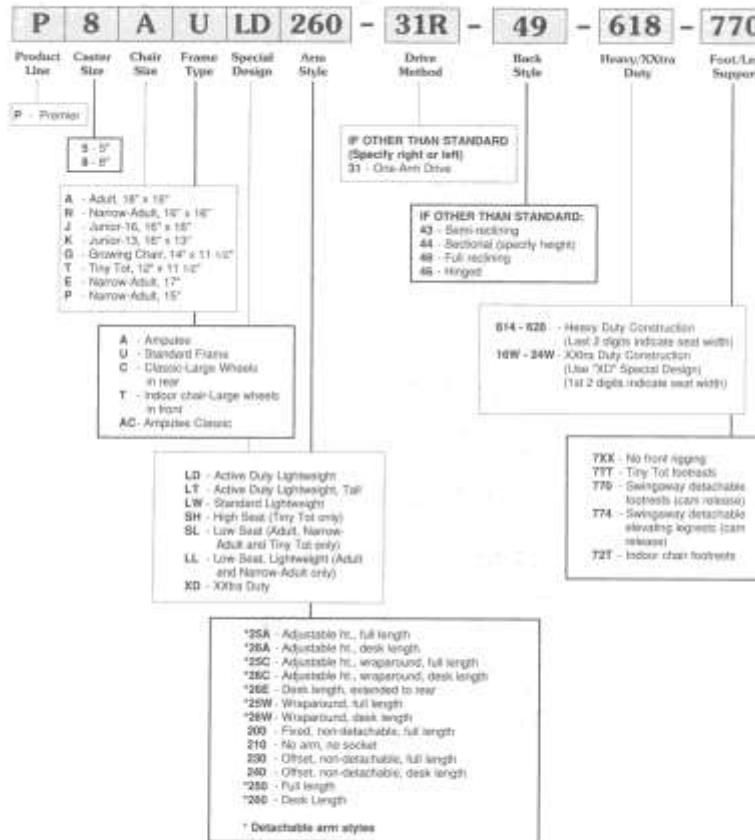 P 8 A U LD 260 - 31R - 49 - 618 - 770
Product Line
Caster Size
Chair Size
Frame Type
Special Design
Arm Style
Drive Method
Back Style
Heavy/XXtra Duty
Foot/Le
Support
P - Premier
5 - 5"
8 - 8"
IF OTHER THAN STANDARD
(Specify right or left)
31 - One-Arm Drive
A - Adult, 18" x 16"
N - Narrow-Adult, 16" x 16"
J - Junior-16, 16" x 16"
K - Junior-13, 16" x 13"
G - Growing Chair, 14" x 11 1/2"
T - Tiny Tot, 12" x 11 1/2"
E - Narrow-Adult, 17"
P - Narrow-Adult, 15"
IF OTHER THAN STANDARD:
43 - Semi-reclining
44 - Sectional (specify height)
- Full reclining
- Hinged
A - Amputee
U - Standard Frame
C - Classic-Large Wheels
in rear
T - Indoor chair-Large wheels
in front
AC - Amputee Classic
614 - 628 - Heavy Duty Construction
(Last 2 digits indicate seat width)
16W - 24W - XXtra Duty Construction
(Use "XD" Special Design)
(1st 2 digits indicate seat width)
LD - Active Duty Lightweight
LT - Active Duty Lightweight, Tall
LW - Standard Lightweight
SH - High Seat (Tiny Tot only)
SL - Low Seat (Adult, Narrow-
Adult and Tiny Tot only)
LL - Low Seat, Lightweight (Adult
and Narrow-Adult only)
XD - XXtra Duty
7XX - No front rigging
7TT - Tiny Tot footrests
770 - Swingaway detachable
footrests (cam release)
774 - Swingaway detachable
elevating legrests (cam
release)
72T - Indoor chair footrests
*25A - Adjustable ht., full length
*26A - Adjustable ht., desk length
*25C - Adjustable ht., wraparound, full length
*26C - Adjustable ht., wraparound, desk length
*26E - Desk length, extended to rear
*25W - Wraparound, full length
*26W - Wraparound, desk length
200 - Fixed, non-detachable, full length
210 - No arm, no socket
230 - Offset, non-detachable, full length
240 - Offset, non-detachable, desk length
*250 - Full length
*260 - Desk Length
* Detachable arm styles